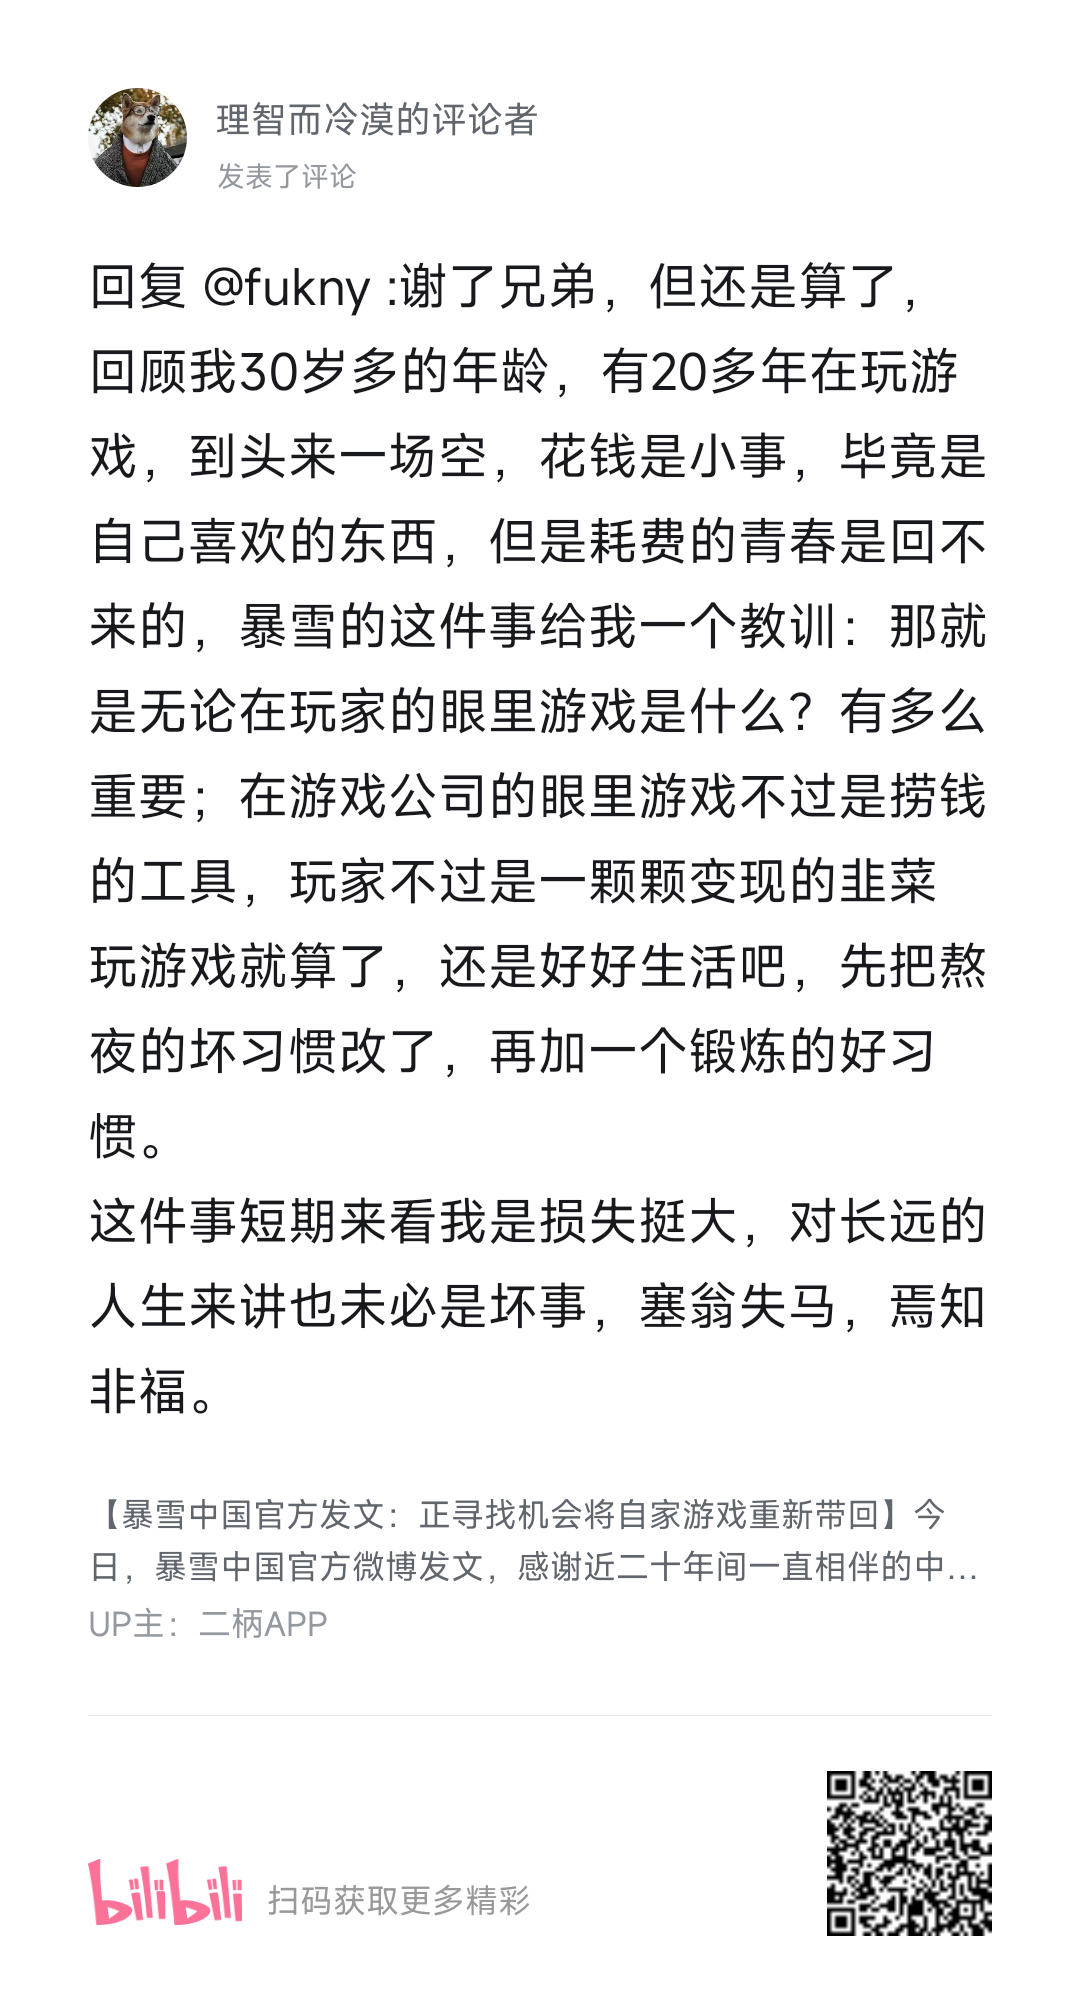 理智而冷漠的评论者
发表了评论
回复 @fukny :谢了兄弟，但还是算了，
回顾我30岁多的年龄，有20多年在玩游
戏，到头来一场空，花钱是小事，毕竟是
自己喜欢的东西，但是耗费的青春是回不
来的，暴雪的这件事给我一个教训：那就
是无论在玩家的眼里游戏是什么？有多么
重要；在游戏公司的眼里游戏不过是捞钱
的工具，玩家不过是一颗颗变现的韭菜
玩游戏就算了，还是好好生活吧，先把熬
夜的坏习惯改了，再加一个锻炼的好习
惯。
这件事短期来看我是损失挺大，对长远的
人生来讲也未必是坏事，塞翁失马，焉知
非福。
【暴雪中国官方发文：正寻找机会将自家游戏重新带回】今
日，暴雪中国官方微博发文，感谢近二十年间一直相伴的中...
UP主：二柄APP
bilibili 扫码获取更多精彩